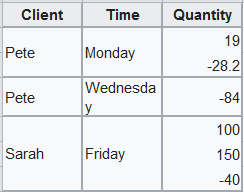 Client Time Quantity
19
Pete Monday
-28.2
Pete Wednesda
y -84
100
Sarah Friday 150
-40